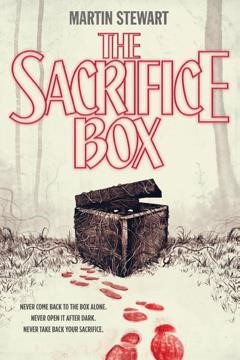 MARTIN STEWART
THE
SACRIFICE
BOX
NEVER COME BACK TO THE BOX ALONE.
NEVER OPEN IT AFTER DARK.
NEVER TAKE BACK YOUR SACRIFICE.